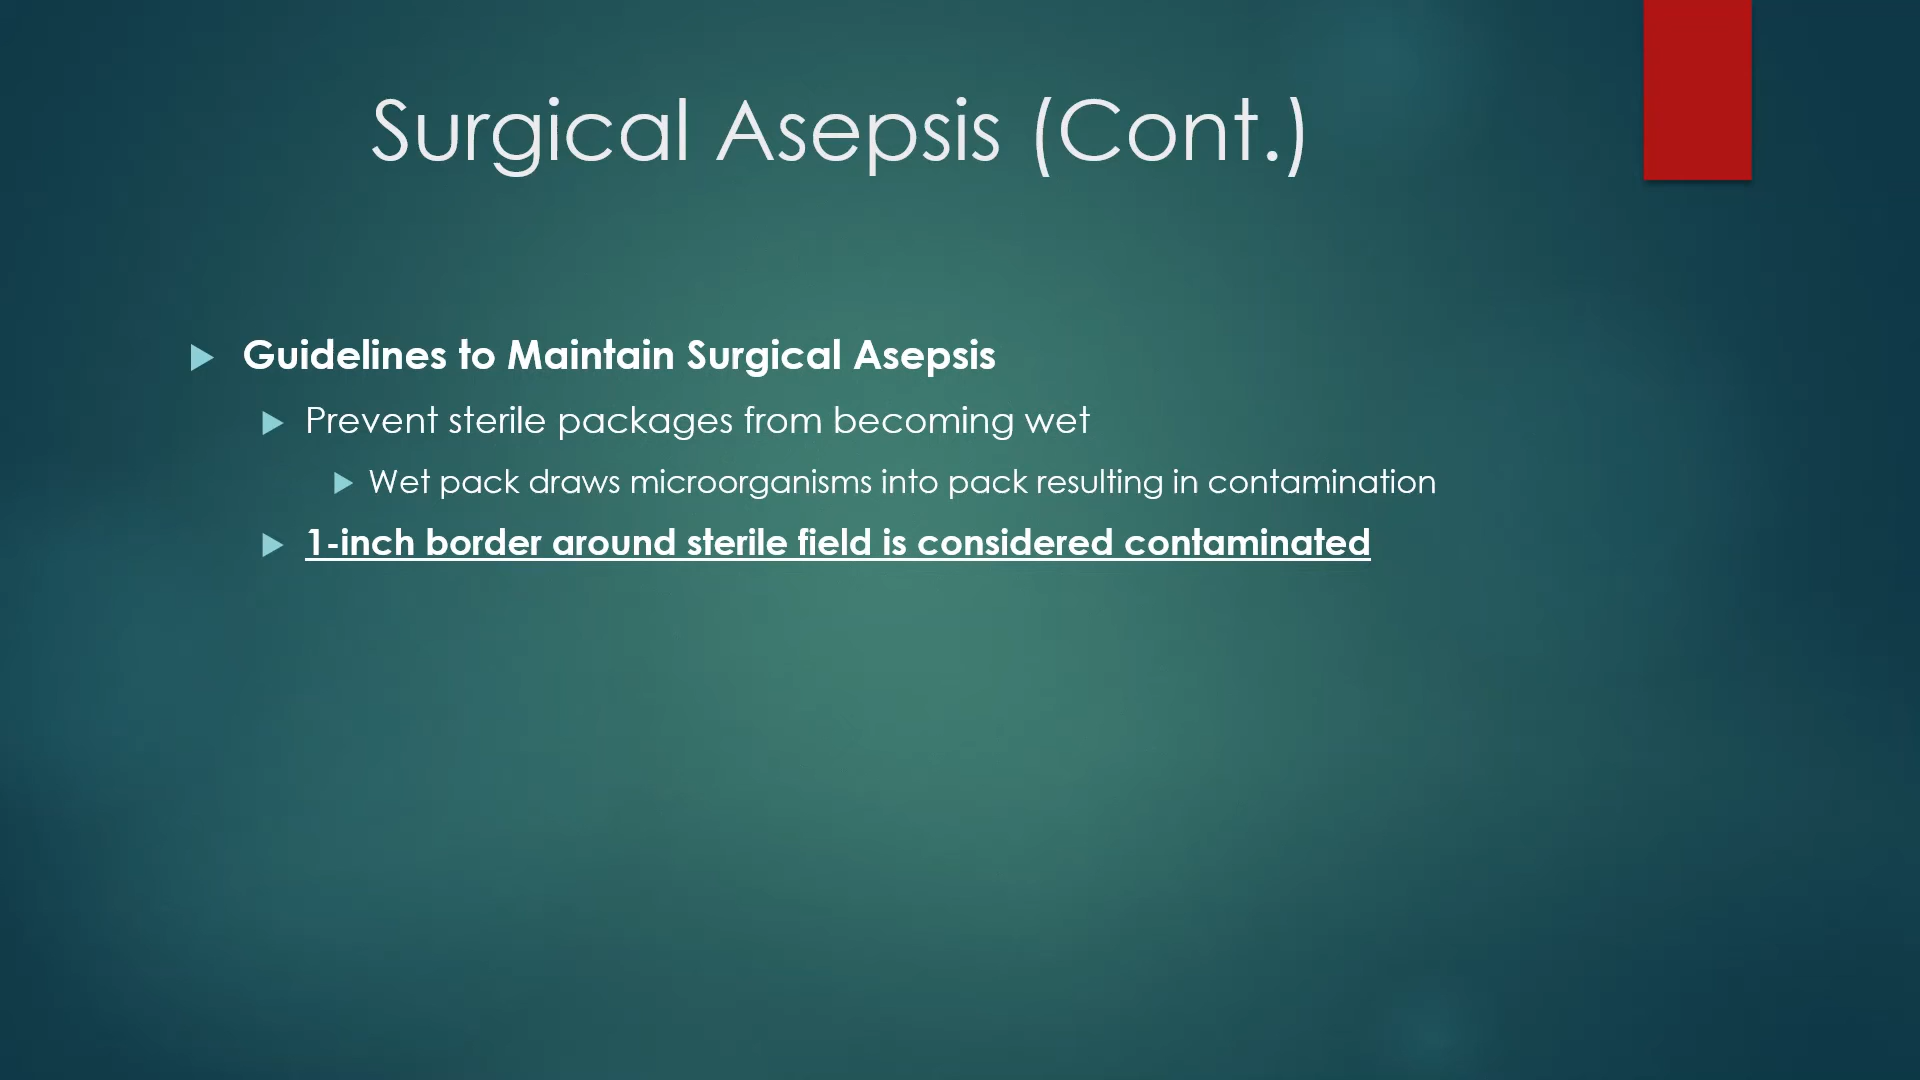 Surgical Asepsis (Cont.)
Guidelines to Maintain Surgical Asepsis
Prevent sterile packages from becoming wet
Wet pack draws microorganisms into pack resulting in contamination
1-inch border around sterile field is considered contaminated